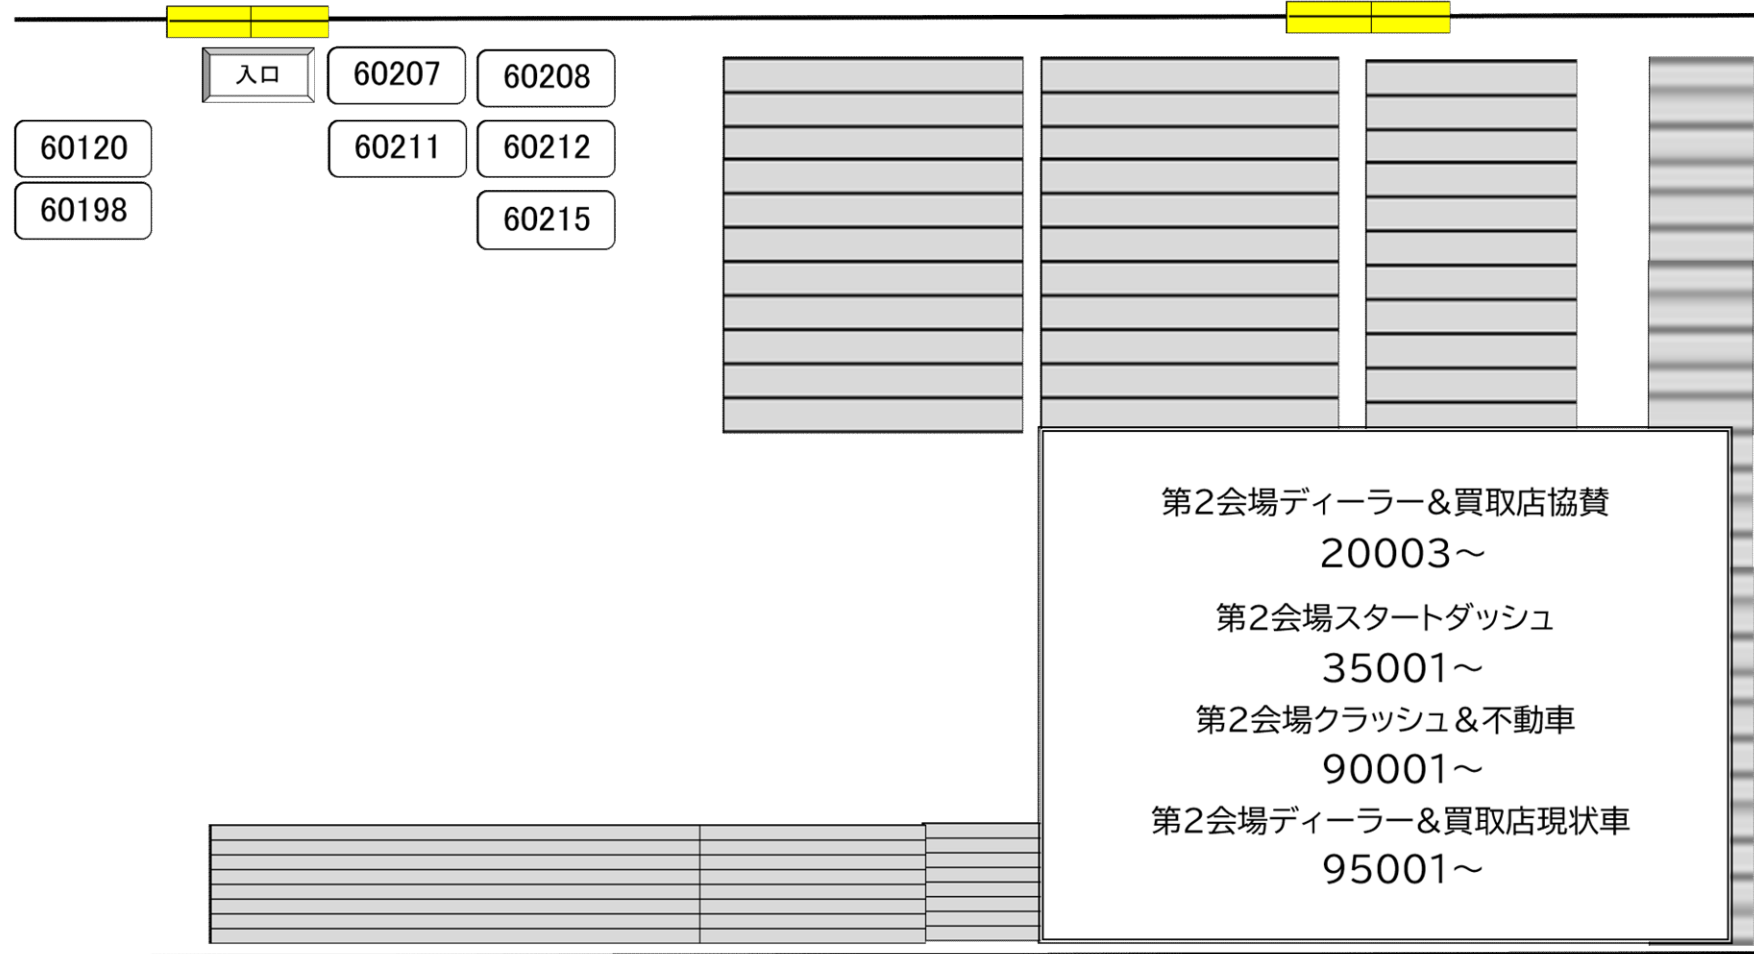 入口
60207
60208
60120
60211
60212
60198
60215
第2会場ディーラー&買取店協賛
20003～
第2会場スタートダッシュ
35001～
第2会場クラッシュ&不動車
90001～
第2会場ディーラー&買取店現状車
95001～